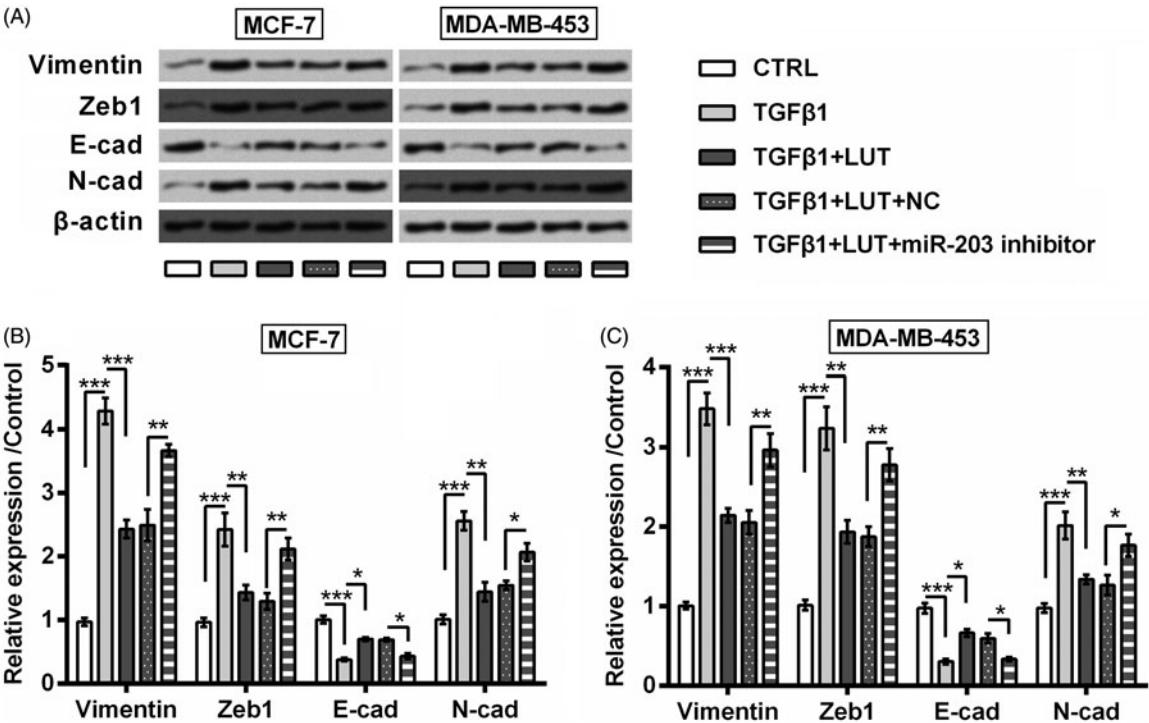 (A)
MCF-7
MDA-MB-453
Vimentin
Zeb1
E-cad
N-cad
β-actin
CTRL
TGFβ1
TGFβ1+LUT
TGFβ1+LUT+NC
TGFβ1+LUT+miR-203 inhibitor
(B)
MCF-7
Relative expression /Control
5
4
3
2
1
0
*** ***
**
*** **
**
*** *
*
*** **
*
Vimentin Zeb1 E-cad N-cad
(C)
MDA-MB-453
Relative expression /Control
4
3
2
1
0
*** ***
**
*** **
**
*** *
*
*** **
*
Vimentin Zeb1 E-cad N-cad